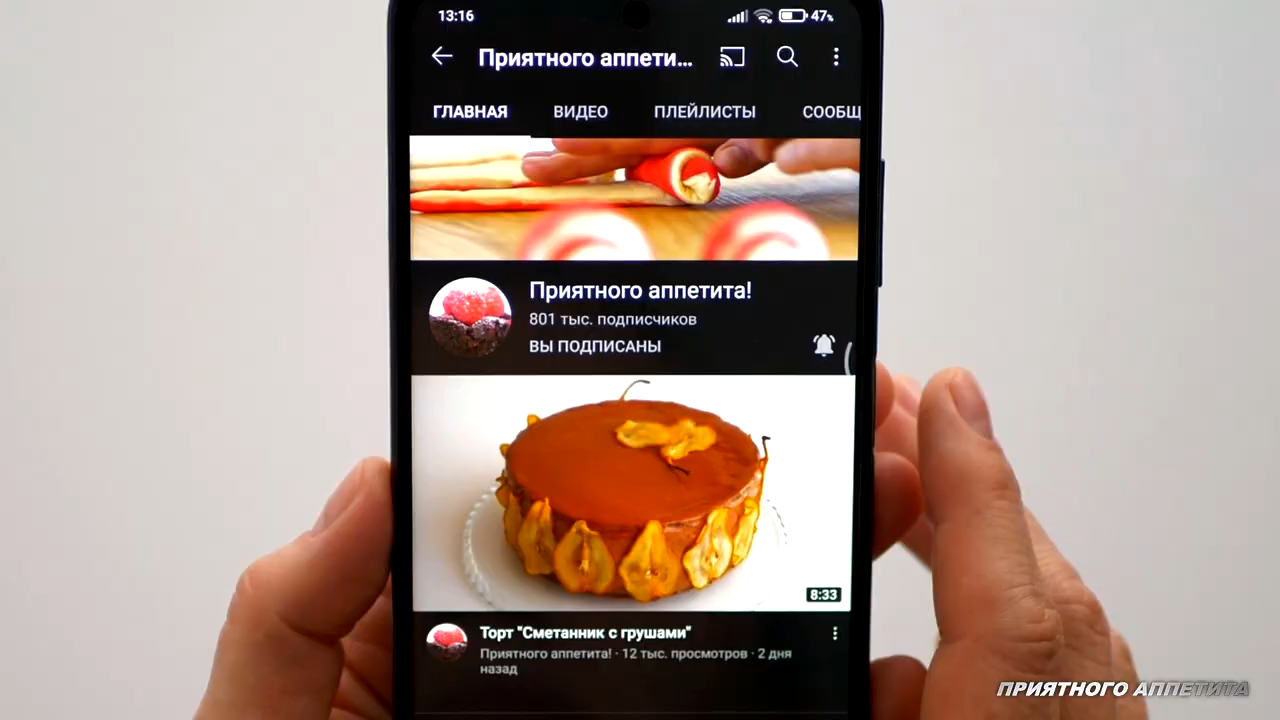 13:16
47%
Приятного аппети...
ГЛАВНАЯ
ВИДЕО
ПЛЕЙЛИСТЫ
СООБЩ
Приятного аппетита!
801 тыс. подписчиков
ВЫ ПОДПИСАНЫ
8:33
Торт "Сметанник с грушами"
Приятного аппетита! · 12 тыс. просмотров · 2 дня
назад
ПРИЯТНОГО АППЕТИТА